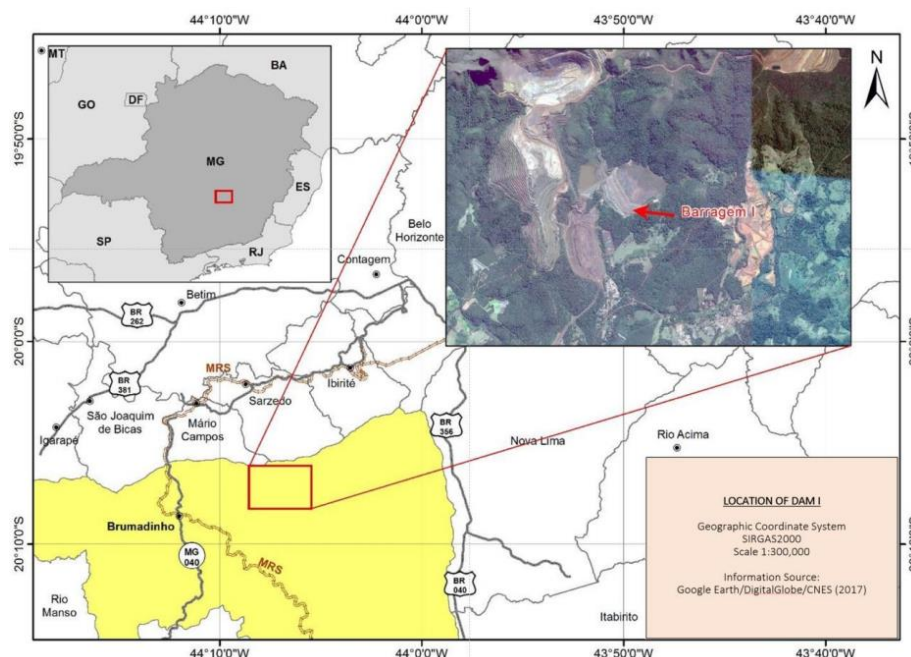 44°10'0"W
44°0'0"W
43°50'0"W
43°40'0"W
MT
BA
GO
DF
MG
ES
SP
RJ
N
Barragem I
19°50'0"S
Belo
Horizonte
Contagem
Betim
BR
262
20°0'0"S
MRS
Ibirité
BR
381
Sarzedo
São Joaquim
de Bicas
Mário
Campos
Igarapé
BR
356
Nova Lima
Rio Acima
Brumadinho
20°10'0"S
MG
040
MRS
BR
040
Rio
Manso
Itabirito
LOCATION OF DAM I
Geographic Coordinate System
SIRGAS2000
Scale 1:300,000
Information Source:
Google Earth/DigitalGlobe/CNES (2017)
44°10'0"W
44°0'0"W
43°50'0"W
43°40'0"W